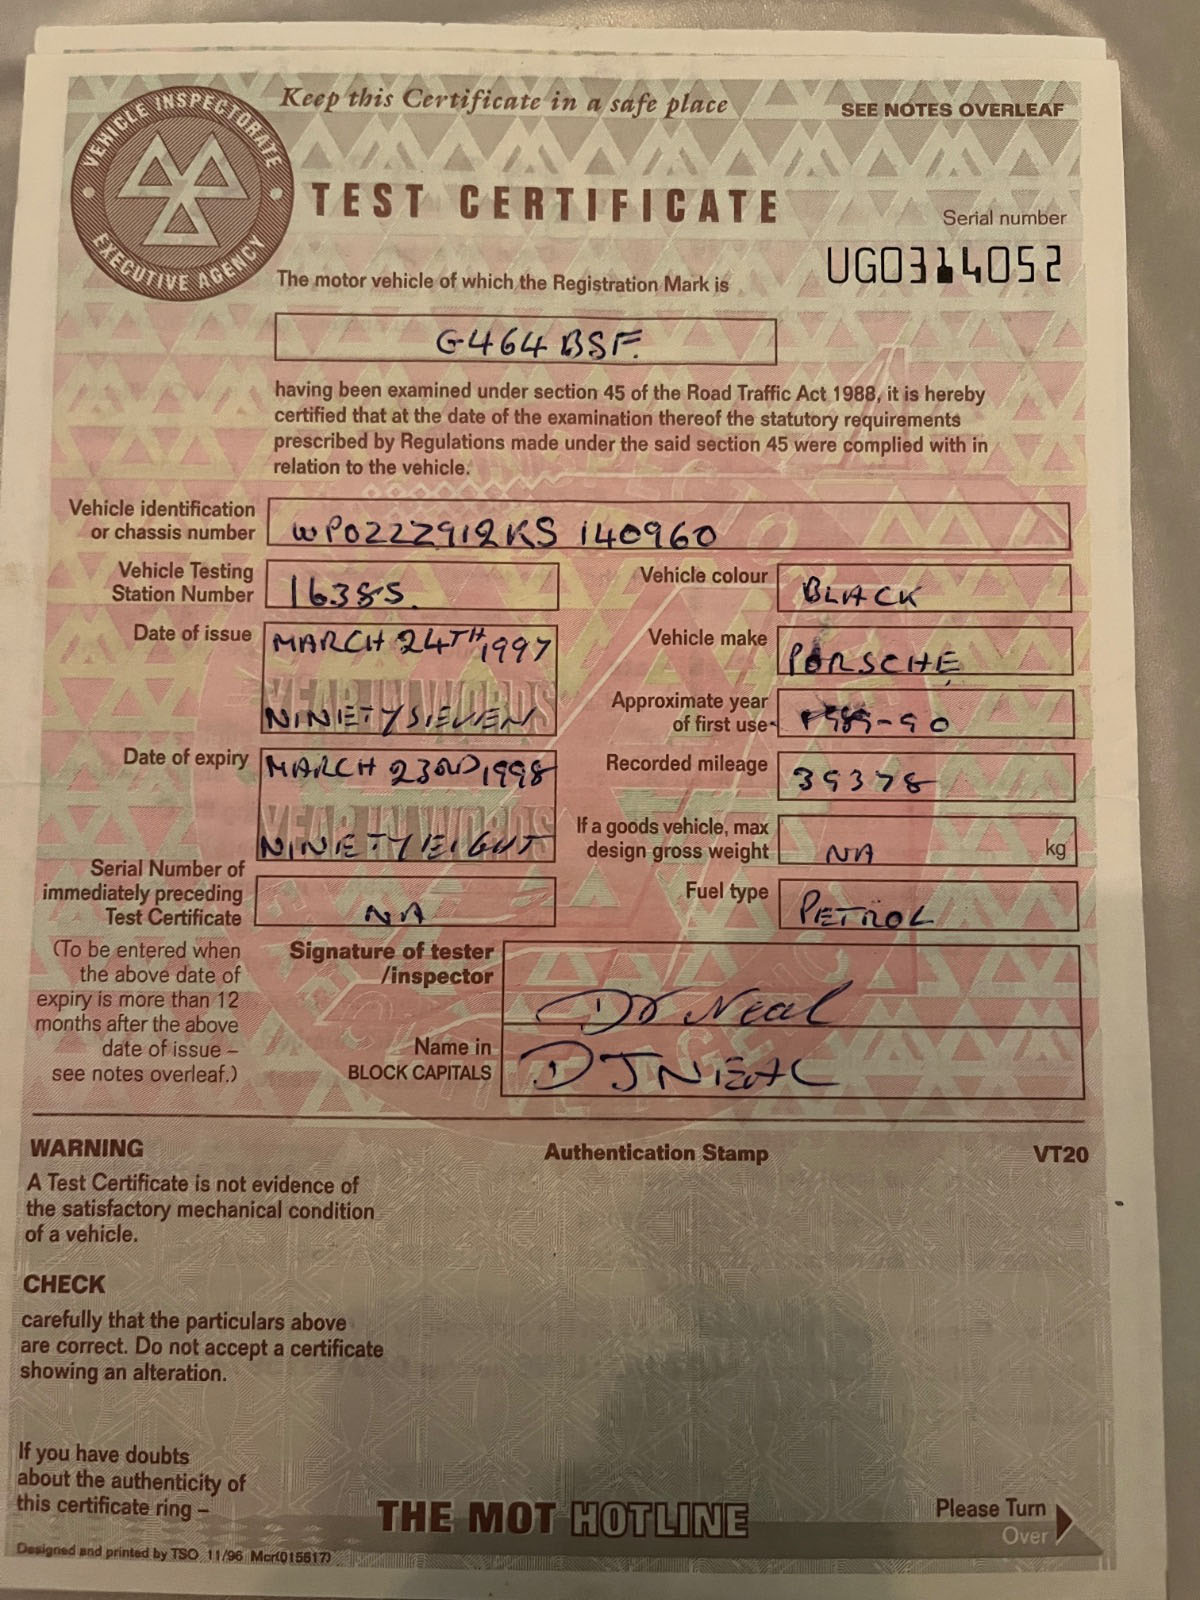 Keep this Certificate in a safe place
SEE NOTES OVERLEAF
VEHICLE INSPECTORATE
EXECUTIVE AGENCY
TEST CERTIFICATE
Serial number
UG0314052
The motor vehicle of which the Registration Mark is
G464 BSF.
having been examined under section 45 of the Road Traffic Act 1988, it is hereby
certified that at the date of the examination thereof the statutory requirements
prescribed by Regulations made under the said section 45 were complied with in
relation to the vehicle.
Vehicle identification
or chassis number
WP0ZZZ91ZKS 140960
Vehicle Testing
Station Number
1638S.
Vehicle colour
BLACK
Date of issue
MARCH 24TH, 1997
YEAR IN WORDS
NINETY SEVEN
Vehicle make
PORSCHE
Approximate year
of first use
1989-90
Date of expiry
MARCH 23RD, 1998
YEAR IN WORDS
NINETY EIGHT
Recorded mileage
39378
If a goods vehicle, max
design gross weight
NA
kg
Serial Number of
immediately preceding
Test Certificate
NA
Fuel type
PETROL
(To be entered when
the above date of
expiry is more than 12
months after the above
date of issue –
see notes overleaf.)
Signature of tester
/inspector
DJ Neal
Name in
BLOCK CAPITALS
DJ NEAL
WARNING
A Test Certificate is not evidence of
the satisfactory mechanical condition
of a vehicle.
Authentication Stamp
VT20
CHECK
carefully that the particulars above
are correct. Do not accept a certificate
showing an alteration.
If you have doubts
about the authenticity of
this certificate ring –
THE MOT HOTLINE
Please Turn
Over
Designed and printed by TSO 11/96 Mcr(015617)